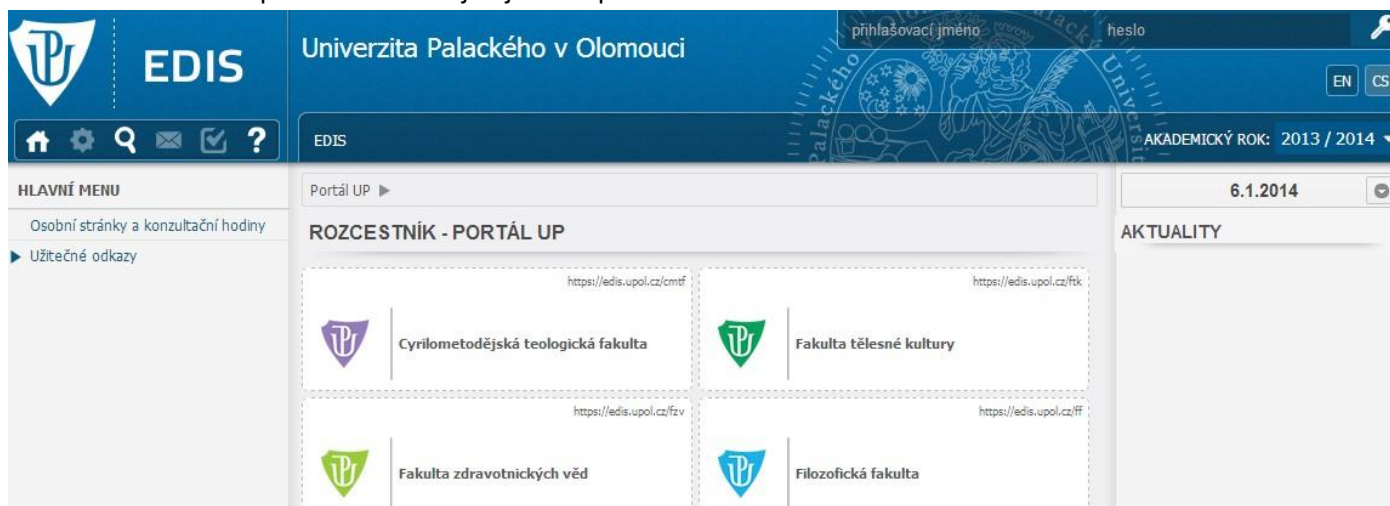 EDIS
Univerzita Palackého v Olomouci
přihlašovací jméno
heslo
EN
CS
EDIS
AKADEMICKÝ ROK: 2013 / 2014
HLAVNÍ MENU
Osobní stránky a konzultační hodiny
Užitečné odkazy
Portál UP
ROZCESTNÍK - PORTÁL UP
https://edis.upol.cz/cmtf
Cyrilometodějská teologická fakulta
https://edis.upol.cz/ftk
Fakulta tělesné kultury
https://edis.upol.cz/fzv
Fakulta zdravotnických věd
https://edis.upol.cz/ff
Filozofická fakulta
6.1.2014
AKTUALITY